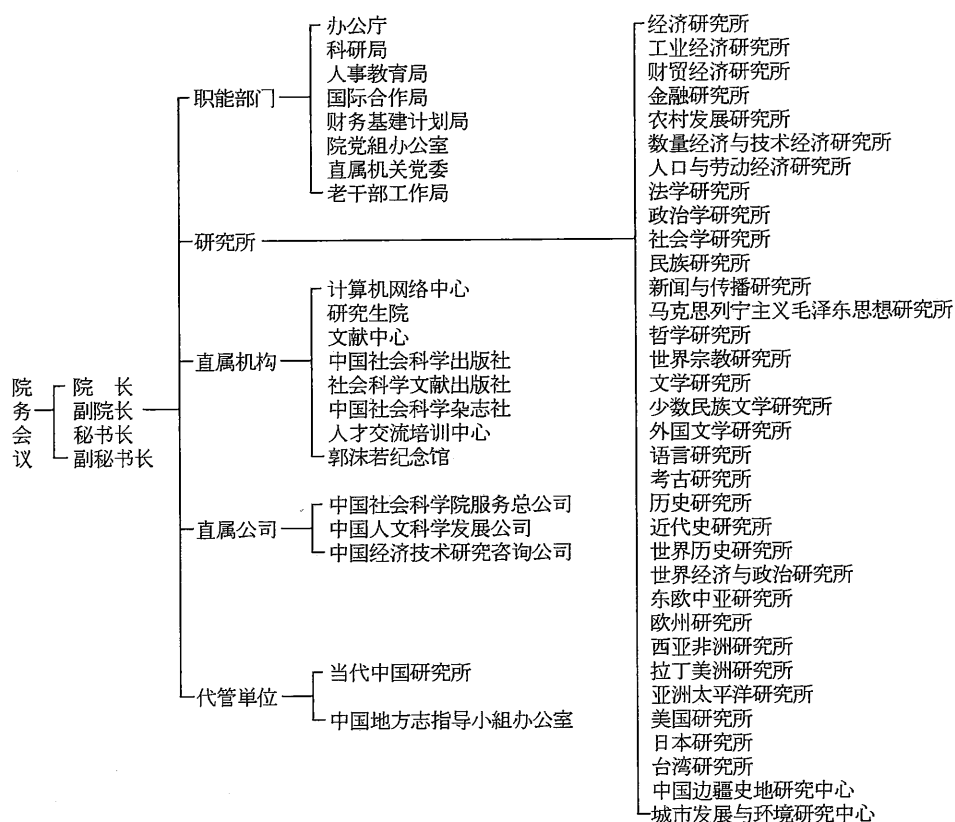 院务会议
院　长
副院长
秘书长
副秘书长
职能部门
办公厅
科研局
人事教育局
国际合作局
财务基建计划局
院党組办公室
直属机关党委
老干部工作局
研究所
经济研究所
工业经济研究所
财贸经济研究所
金融研究所
农村发展研究所
数量经济与技术经济研究所
人口与劳动经济研究所
法学研究所
政治学研究所
社会学研究所
民族研究所
新闻与传播研究所
马克思列宁主义毛泽东思想研究所
哲学研究所
世界宗教研究所
文学研究所
少数民族文学研究所
外国文学研究所
语言研究所
考古研究所
历史研究所
近代史研究所
世界历史研究所
世界经济与政治研究所
东欧中亚研究所
欧州研究所
西亚非洲研究所
拉丁美洲研究所
亚洲太平洋研究所
美国研究所
日本研究所
台湾研究所
中国边疆史地研究中心
城市发展与环境研究中心
直属机构
计算机网络中心
研究生院
文献中心
中国社会科学出版社
社会科学文献出版社
中国社会科学杂志社
人才交流培训中心
郭沫若纪念馆
直属公司
中国社会科学院服务总公司
中国人文科学发展公司
中国经济技术研究咨询公司
代管単位
当代中国研究所
中国地方志指导小組办公室